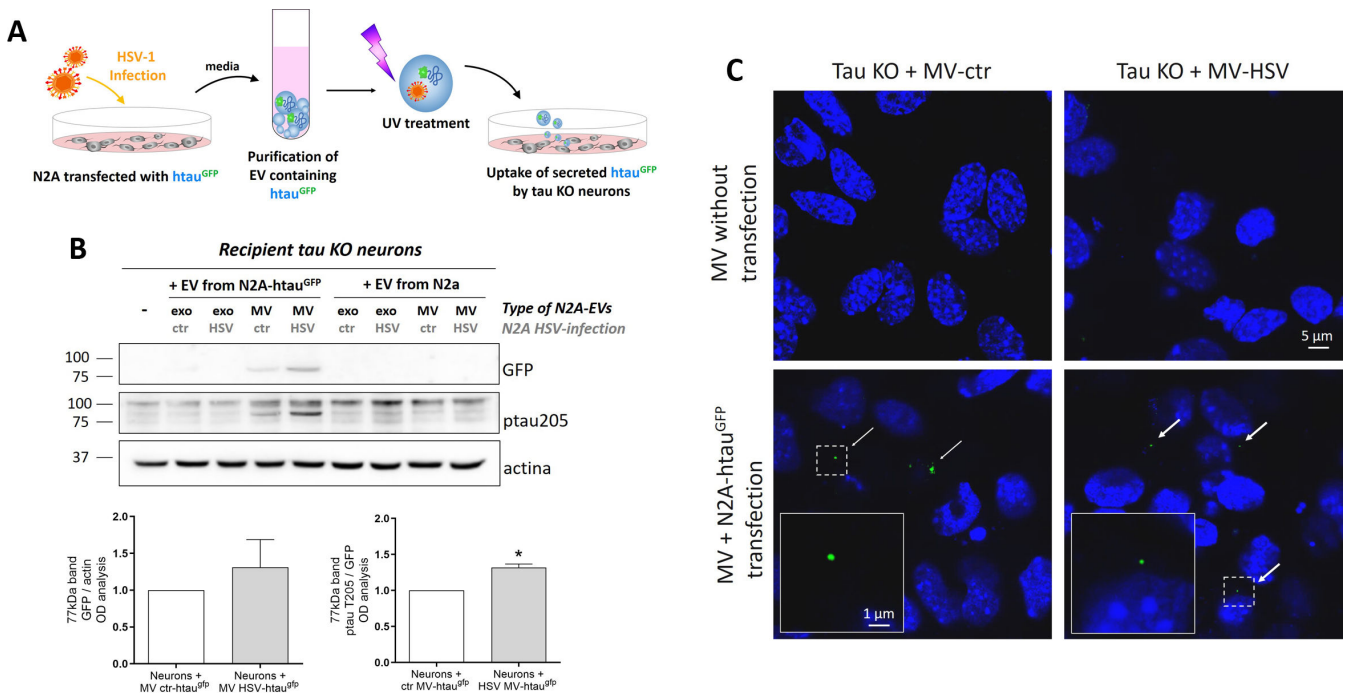 A
HSV-1
Infection
media
N2A transfected with htauGFP
Purification of
EV containing
htauGFP
UV treatment
Uptake of secreted htauGFP
by tau KO neurons
B
Recipient tau KO neurons
+ EV from N2A-htauGFP
+ EV from N2a
- exo exo MV MV exo exo MV MV Type of N2A-EVs
ctr HSV ctr HSV ctr HSV ctr HSV N2A HSV-infection
100
75
GFP
100
75
ptau205
37
actina
77kDa band
GFP / actin
OD analysis
2.0
1.5
1.0
0.5
0.0
Neurons +
MV ctr-htaugfp
Neurons +
MV HSV-htaugfp
77kDa band
ptau T205 / GFP
OD analysis
2.0
1.5
1.0
0.5
0.0
*
Neurons +
ctr MV-htaugfp
Neurons +
HSV MV-htaugfp
C
Tau KO + MV-ctr
Tau KO + MV-HSV
MV without
transfection
5 µm
MV + N2A-htauGFP
transfection
1 µm